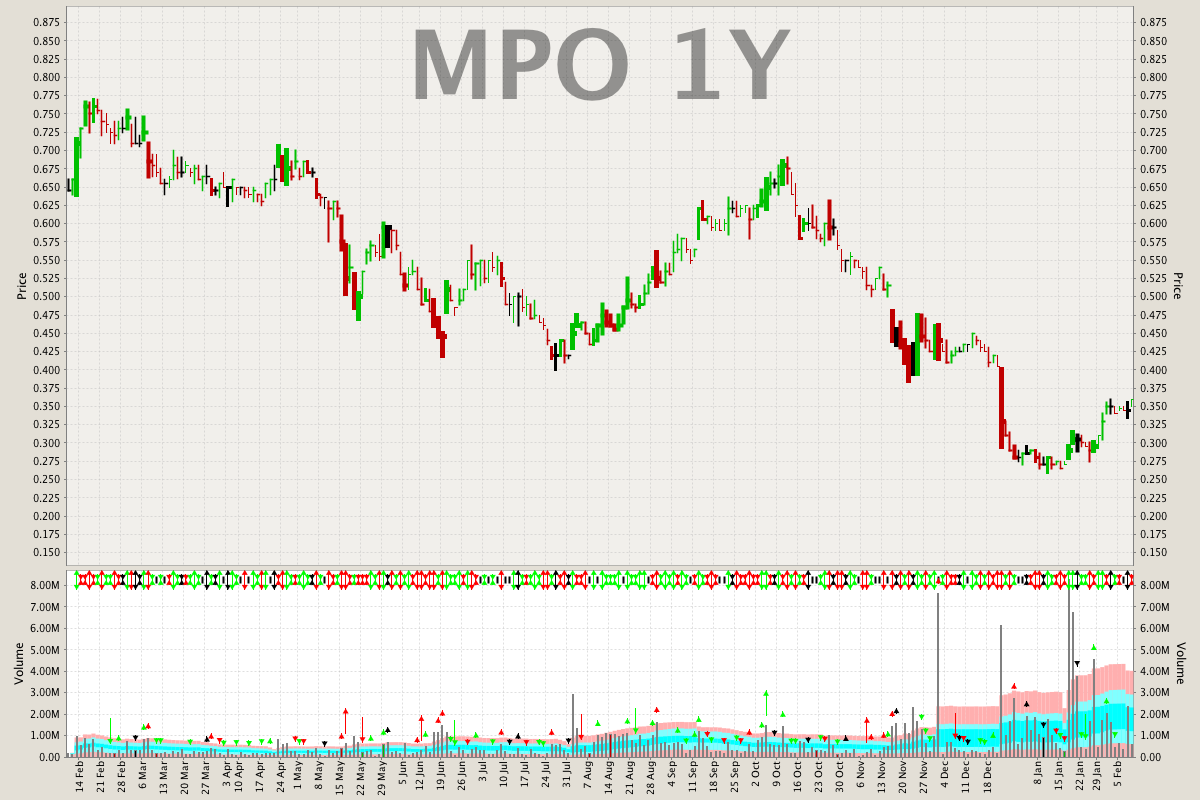 MPO 1Y
0.875 0.875
0.850 0.850
0.825 0.825
0.800 0.800
0.775 0.775
0.750 0.750
0.725 0.725
0.700 0.700
0.675 0.675
0.650 0.650
0.625 0.625
0.600 0.600
0.575 0.575
0.550 0.550
0.525 0.525
0.500 0.500
0.475 0.475
0.450 0.450
0.425 0.425
0.400 0.400
0.375 0.375
0.350 0.350
0.325 0.325
0.300 0.300
0.275 0.275
0.250 0.250
0.225 0.225
0.200 0.200
0.175 0.175
0.150 0.150
Price
Price
8.00M 8.00M
7.00M 7.00M
6.00M 6.00M
5.00M 5.00M
4.00M 4.00M
3.00M 3.00M
2.00M 2.00M
1.00M 1.00M
0.00 0.00
Volume
Volume
14 Feb
21 Feb
28 Feb
6 Mar
13 Mar
20 Mar
27 Mar
3 Apr
10 Apr
17 Apr
24 Apr
1 May
8 May
15 May
22 May
29 May
5 Jun
12 Jun
19 Jun
26 Jun
3 Jul
10 Jul
17 Jul
24 Jul
31 Jul
7 Aug
14 Aug
21 Aug
28 Aug
4 Sep
11 Sep
18 Sep
25 Sep
2 Oct
9 Oct
16 Oct
23 Oct
30 Oct
6 Nov
13 Nov
20 Nov
27 Nov
4 Dec
11 Dec
18 Dec
8 Jan
15 Jan
22 Jan
29 Jan
5 Feb